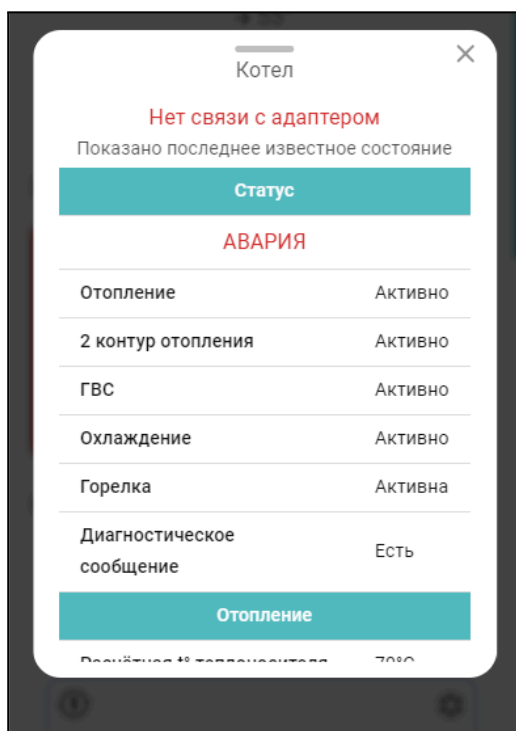 Котел
Нет связи с адаптером
Показано последнее известное состояние
Статус
АВАРИЯ
Отопление Активно
2 контур отопления Активно
ГВС Активно
Охлаждение Активно
Горелка Активна
Диагностическое
сообщение Есть
Отопление